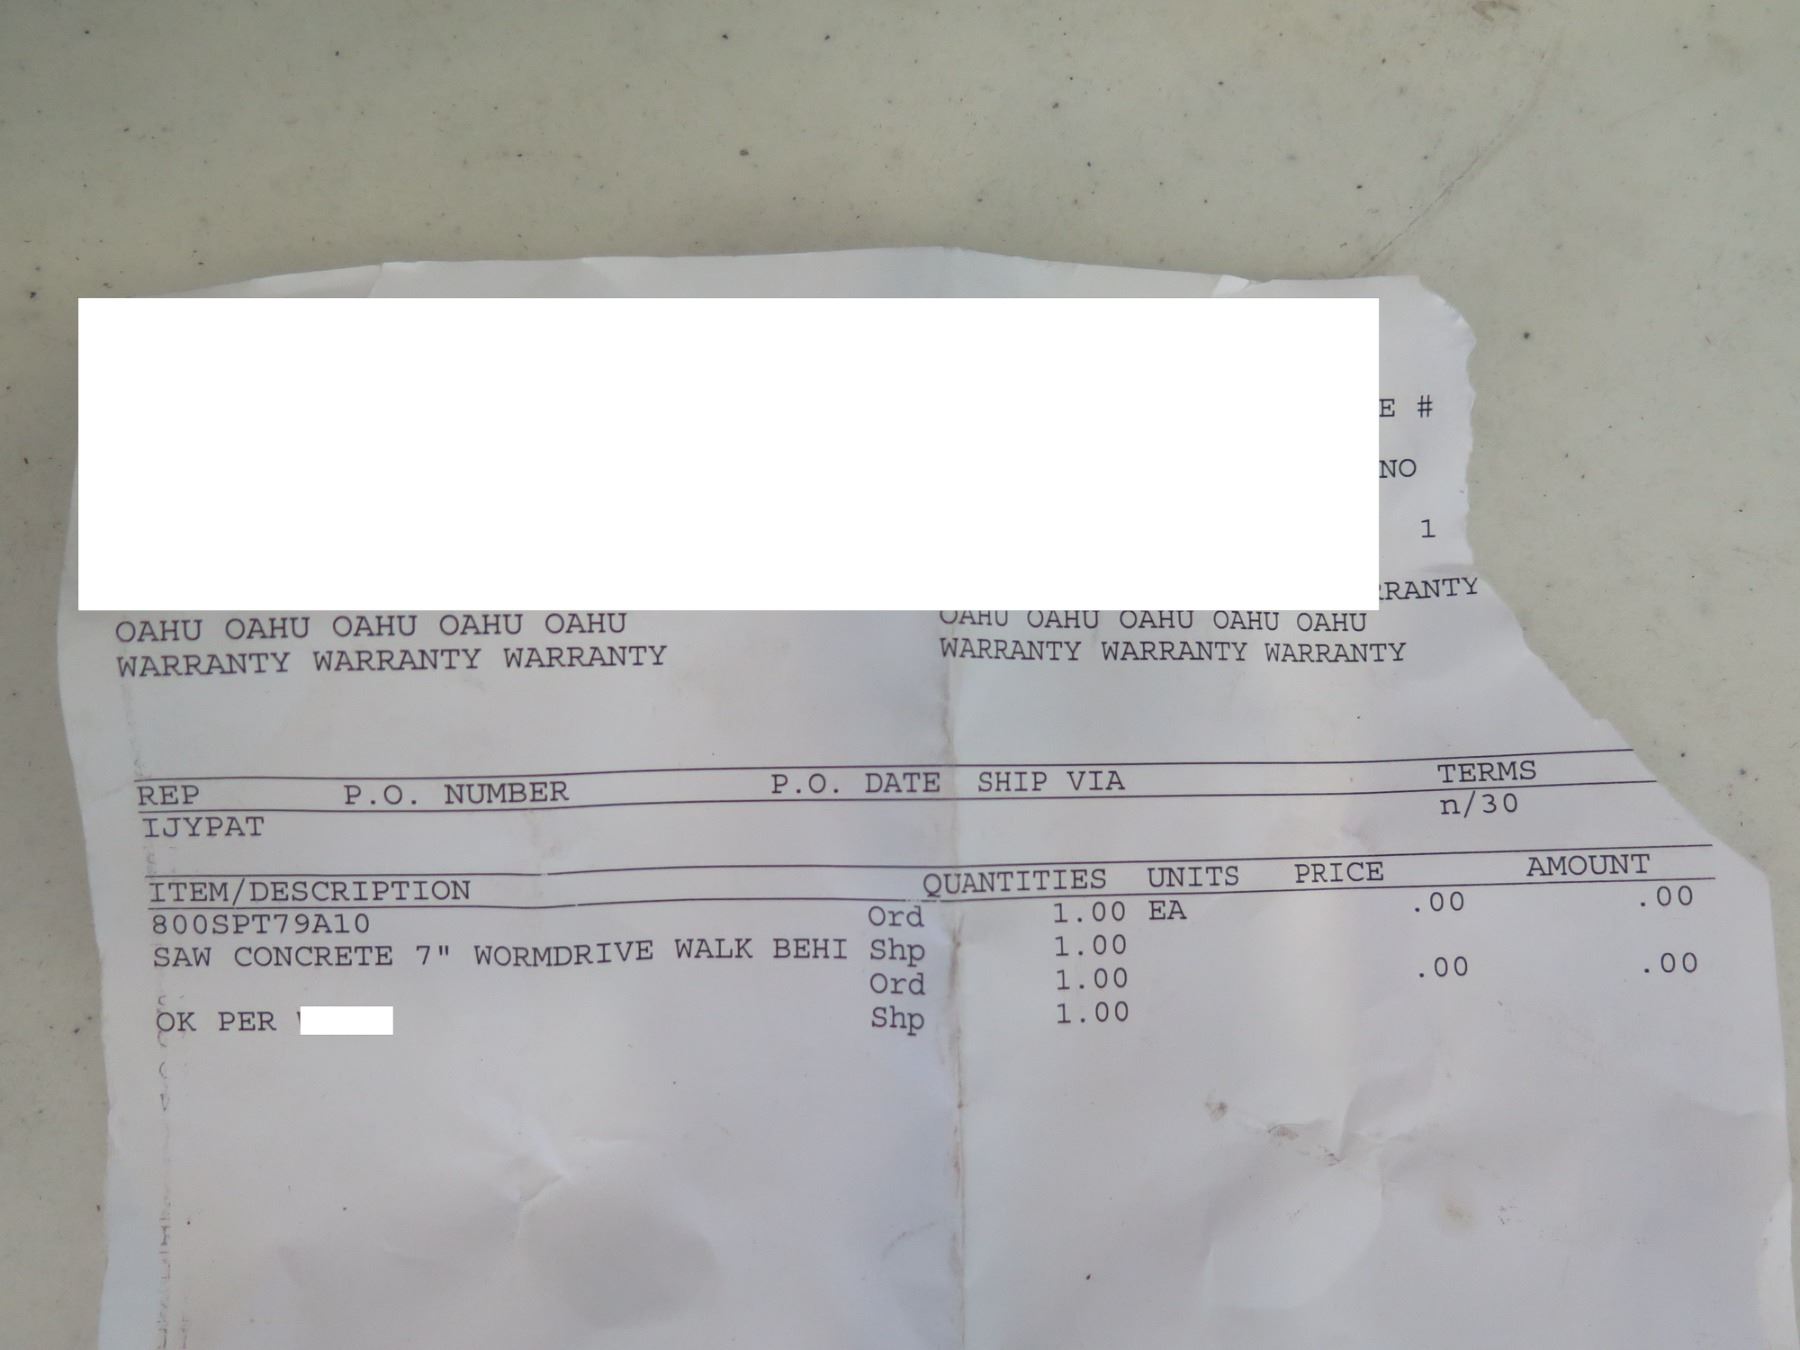 E #
NO
1
RRANTY
OAHU OAHU OAHU OAHU OAHU OAHU OAHU OAHU OAHU OAHU
WARRANTY WARRANTY WARRANTY WARRANTY WARRANTY WARRANTY
REP P.O. NUMBER P.O. DATE SHIP VIA TERMS
IJYPAT n/30
ITEM/DESCRIPTION QUANTITIES UNITS PRICE AMOUNT
800SPT79A10 Ord 1.00 EA .00 .00
SAW CONCRETE 7" WORMDRIVE WALK BEHI Shp 1.00
Ord 1.00 .00 .00
OK PER Shp 1.00